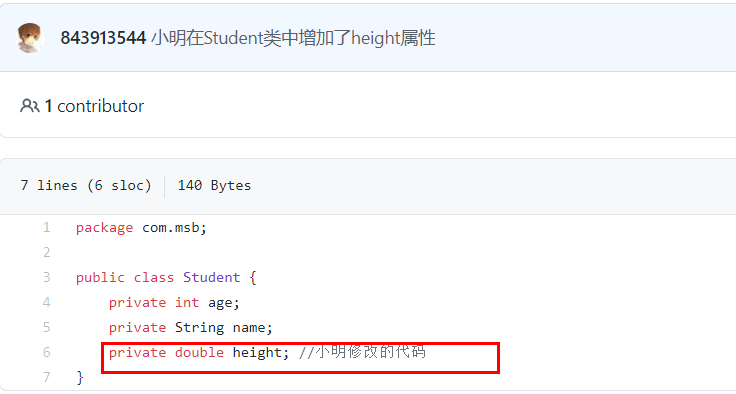 843913544 小明在Student类中增加了height属性
1 contributor
7 lines (6 sloc) 140 Bytes
1 package com.msb;
2
3 public class Student {
4 private int age;
5 private String name;
6 private double height; //小明修改的代码
7 }